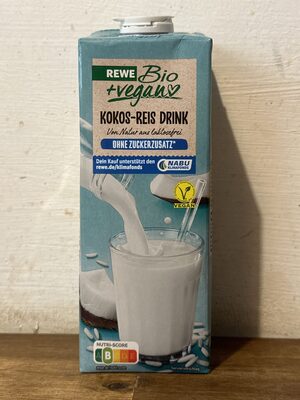 REWE Bio
+vegan
KOKOS-REIS DRINK
Von Natur aus laktosefrei
OHNE ZUCKERZUSATZ*
Dein Kauf unterstützt den
rewe.de/klimafonds
NABU
KLIMAFONDS
V
VEGAN
NUTRI-SCORE
A B C D E